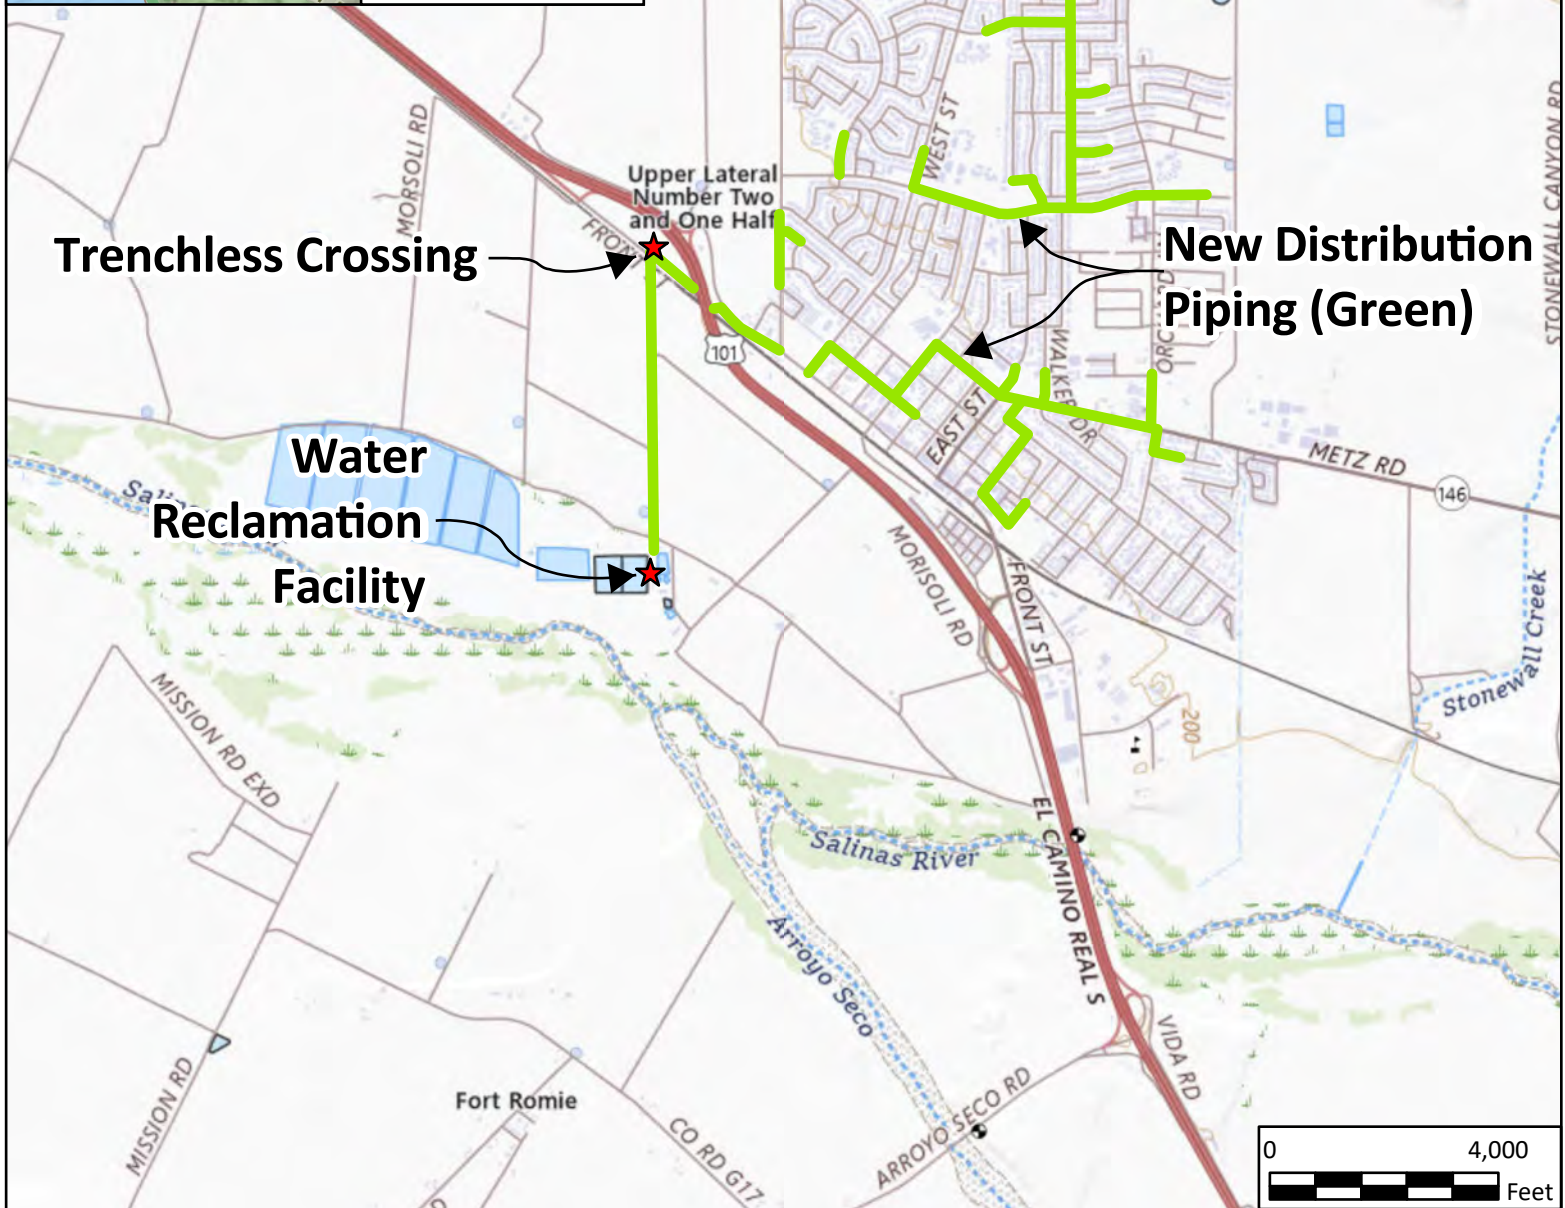 MORSOLI RD
WEST ST
STONEWALL CANYON RD
Upper Lateral
Number Two
and One Half
FRONT
Trenchless Crossing
New Distribution
Piping (Green)
101
WALKER DR
EAST ST
METZ RD
146
Water
Reclamation
Facility
MORISOLI RD
FRONT ST
Stonewall Creek
200
MISSION RD EXD
EL CAMINO REAL S
Salinas River
Arroyo Seco
VIDA RD
MISSION RD
Fort Romie
CO RD G17
ARROYO SECO RD
0 4,000
Feet